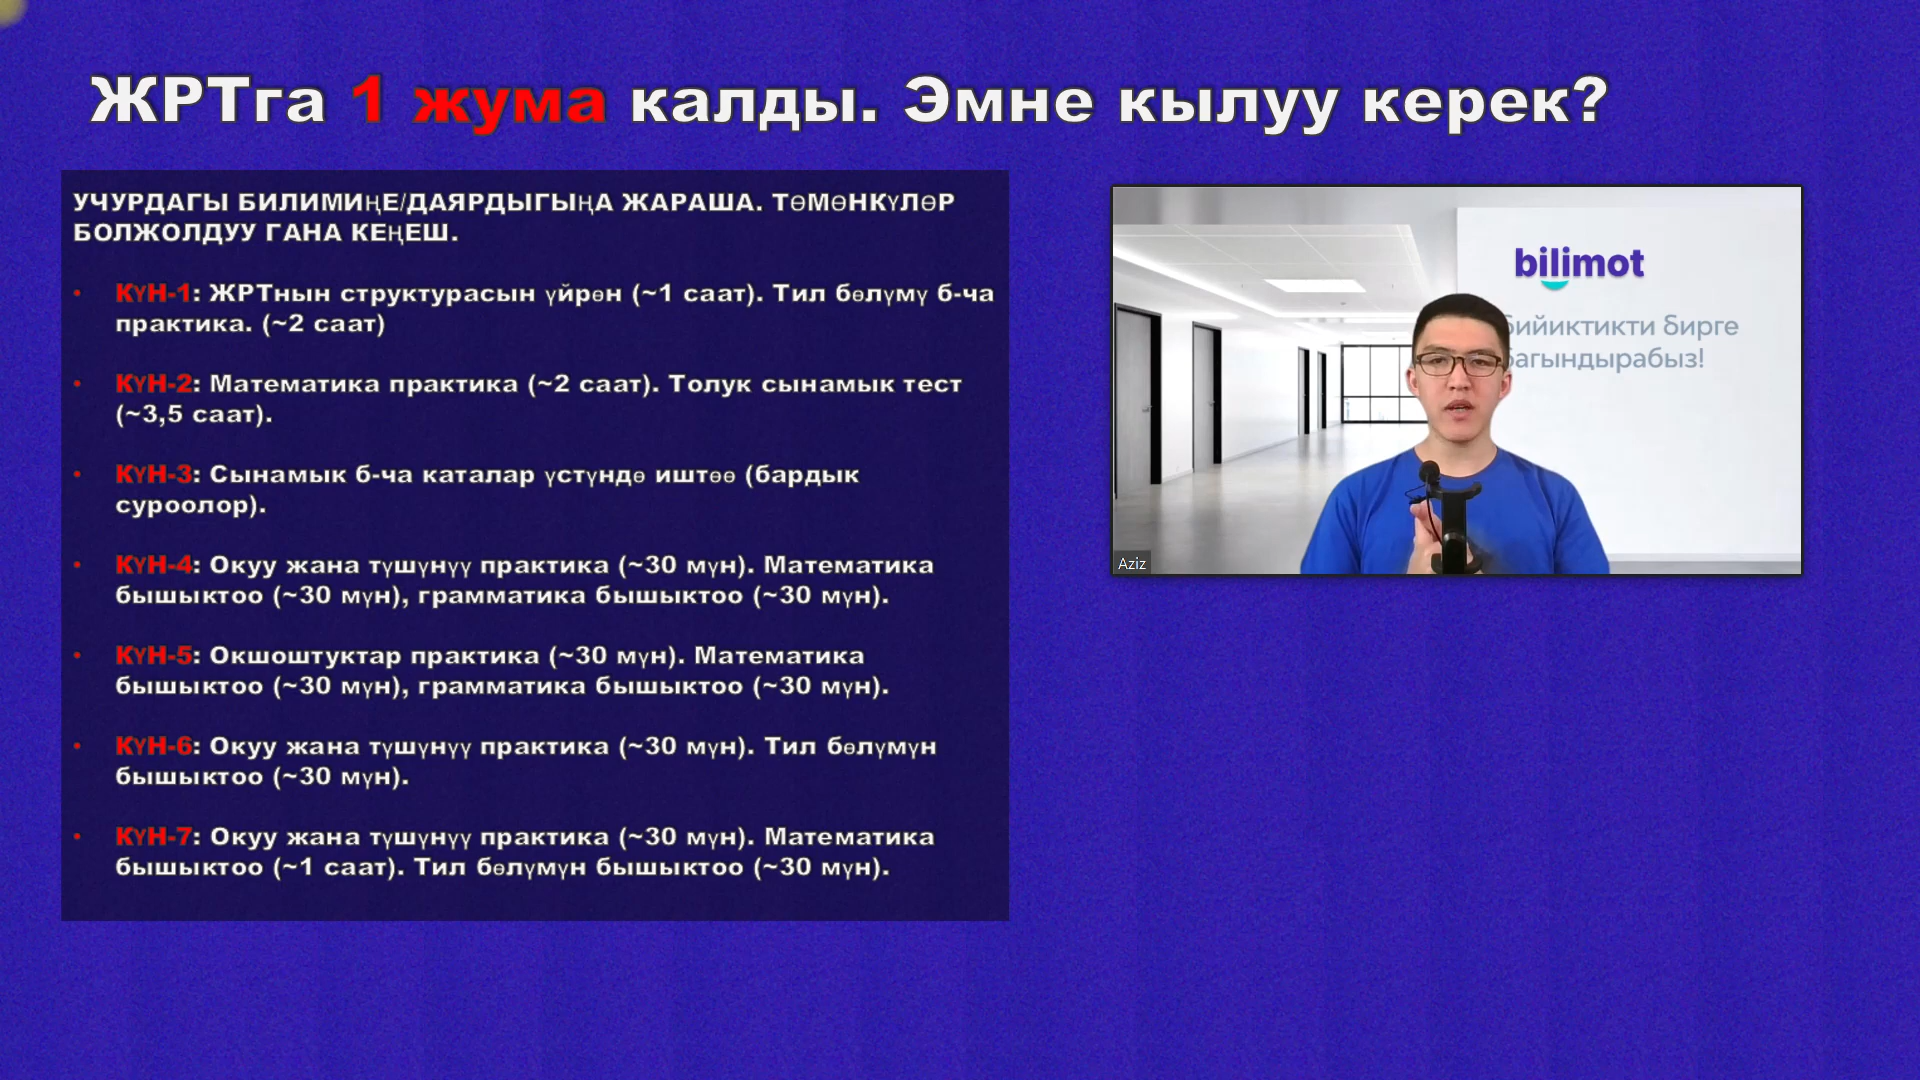 ЖРТга 1 жума калды. Эмне кылуу керек?
УЧУРДАГЫ БИЛИМИҢЕ/ДАЯРДЫГЫҢА ЖАРАША. ТӨМӨНКҮЛӨР
БОЛЖОЛДУУ ГАНА КЕҢЕШ.
• КҮН-1: ЖРТнын структурасын үйрөн (~1 саат). Тил бөлүмү б-ча
практика. (~2 саат)
• КҮН-2: Математика практика (~2 саат). Толук сынамык тест
(~3,5 саат).
• КҮН-3: Сынамык б-ча каталар үстүндө иштөө (бардык
суроолор).
• КҮН-4: Окуу жана түшүнүү практика (~30 мүн). Математика
бышыктоо (~30 мүн), грамматика бышыктоо (~30 мүн).
• КҮН-5: Окшоштуктар практика (~30 мүн). Математика
бышыктоо (~30 мүн), грамматика бышыктоо (~30 мүн).
• КҮН-6: Окуу жана түшүнүү практика (~30 мүн). Тил бөлүмүн
бышыктоо (~30 мүн).
• КҮН-7: Окуу жана түшүнүү практика (~30 мүн). Математика
бышыктоо (~1 саат). Тил бөлүмүн бышыктоо (~30 мүн).
bilimot
бийиктикти бирге
багындырабыз!
Aziz